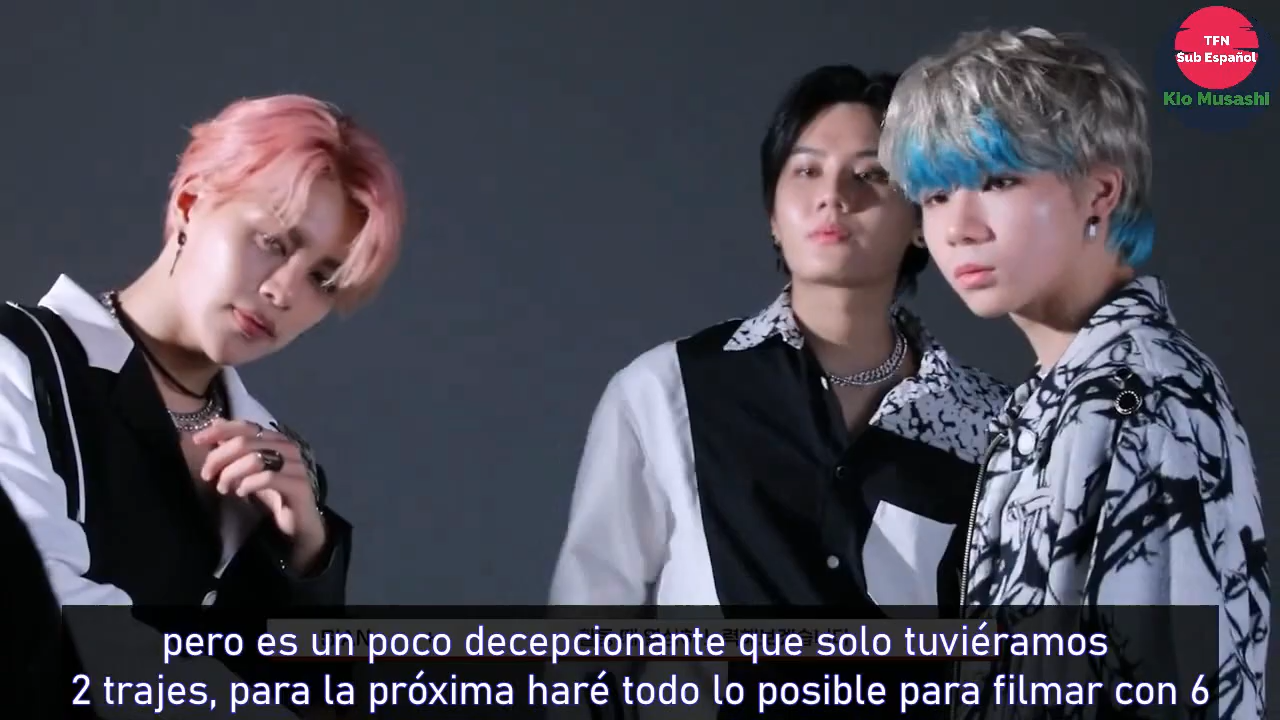 TFN
Sub Español
Kio Musashi
pero es un poco decepcionante que solo tuviéramos
2 trajes, para la próxima haré todo lo posible para filmar con 6